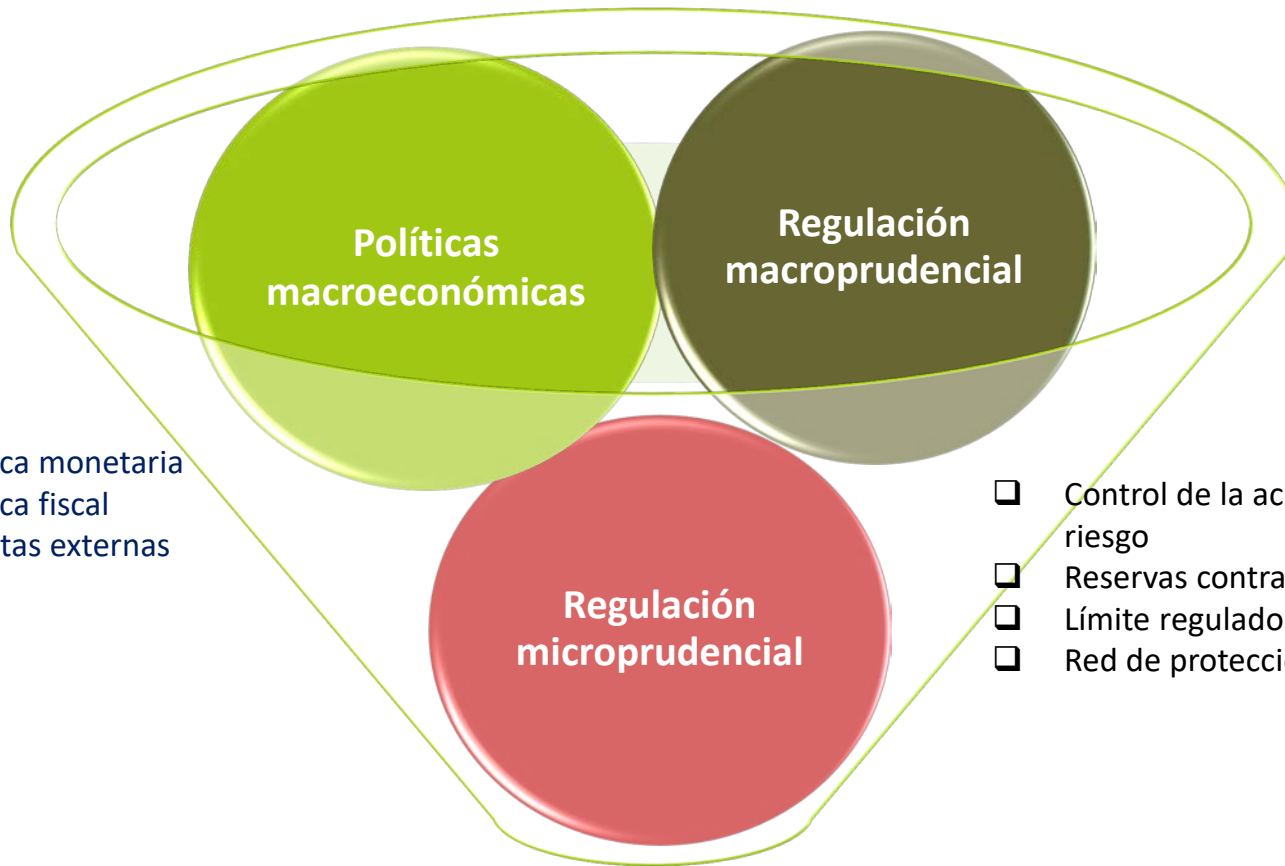 Políticas
macroeconómicas
Regulación
macroprudencial
ca monetaria
ca fiscal
tas externas
Regulación
microprudencial
❑ Control de la ac
riesgo
❑ Reservas contra
❑ Límite regulado
❑ Red de protecci